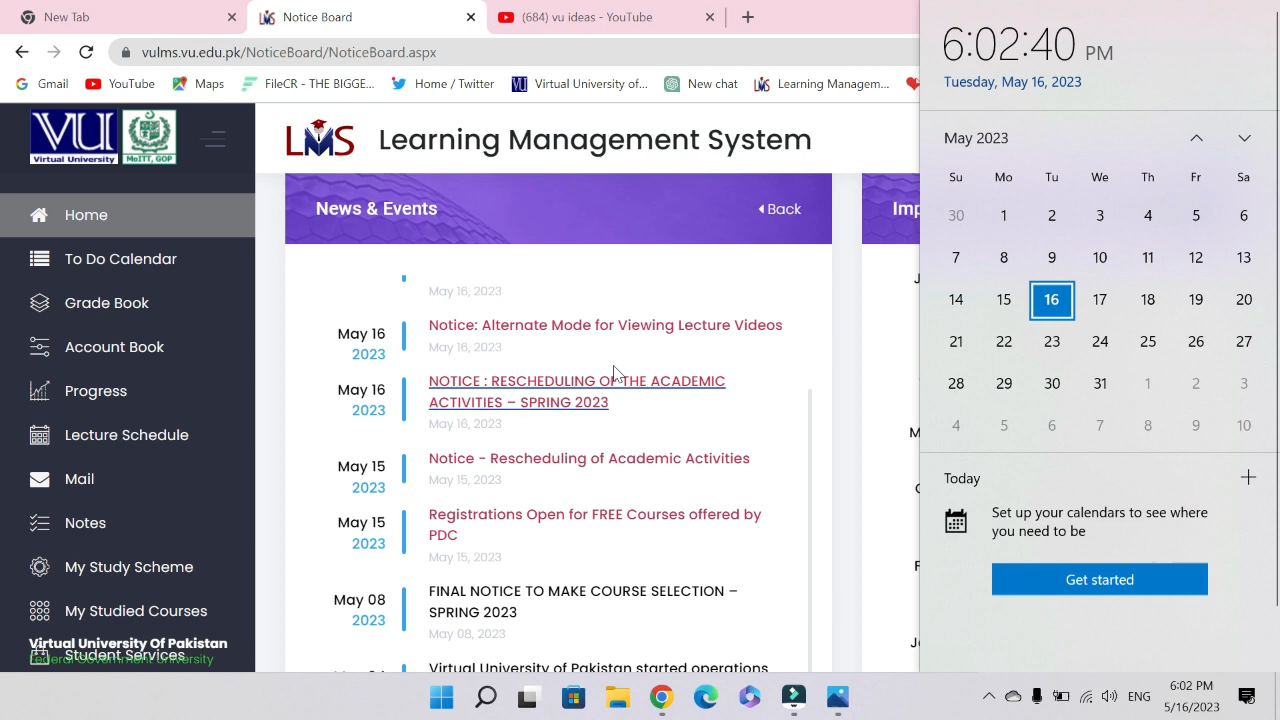 New Tab
Notice Board
(684) vu ideas - YouTube
vulms.vu.edu.pk/NoticeBoard/NoticeBoard.aspx
Gmail
YouTube
Maps
FileCR - THE BIGGE...
Home / Twitter
Virtual University of...
New chat
Learning Managem...
VU
Virtual University
MoITT, GOP
LMS
Learning Management System
Home
To Do Calendar
Grade Book
Account Book
Progress
Lecture Schedule
Mail
Notes
My Study Scheme
My Studied Courses
Student Services
Virtual University Of Pakistan
Federal Government University
News & Events
Back
May 16, 2023
May 16
2023
Notice: Alternate Mode for Viewing Lecture Videos
May 16, 2023
May 16
2023
NOTICE : RESCHEDULING OF THE ACADEMIC
ACTIVITIES – SPRING 2023
May 16, 2023
May 15
2023
Notice - Rescheduling of Academic Activities
May 15, 2023
May 15
2023
Registrations Open for FREE Courses offered by
PDC
May 15, 2023
May 08
2023
FINAL NOTICE TO MAKE COURSE SELECTION –
SPRING 2023
May 08, 2023
Virtual University of Pakistan started operations
Imp
6:02:40 PM
Tuesday, May 16, 2023
May 2023
Su Mo Tu We Th Fr Sa
30 1 2 3 4 5 6
7 8 9 10 11 12 13
14 15 16 17 18 19 20
21 22 23 24 25 26 27
28 29 30 31 1 2 3
4 5 6 7 8 9 10
Today
Set up your calendars to see where
you need to be
Get started
ENG
6:02 PM
5/16/2023